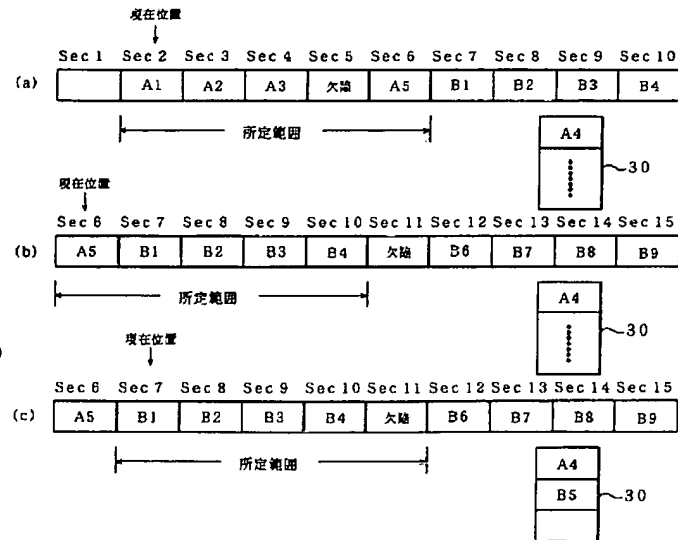 現在位置
Sec 1 Sec 2 Sec 3 Sec 4 Sec 5 Sec 6 Sec 7 Sec 8 Sec 9 Sec 10
(a) A1 A2 A3 欠陥 A5 B1 B2 B3 B4
所定範囲
A4
30
現在位置
Sec 6 Sec 7 Sec 8 Sec 9 Sec 10 Sec 11 Sec 12 Sec 13 Sec 14 Sec 15
(b) A5 B1 B2 B3 B4 欠陥 B6 B7 B8 B9
所定範囲
A4
30
)
現在位置
Sec 6 Sec 7 Sec 8 Sec 9 Sec 10 Sec 11 Sec 12 Sec 13 Sec 14 Sec 15
(c) A5 B1 B2 B3 B4 欠陥 B6 B7 B8 B9
所定範囲
A4
B5
30